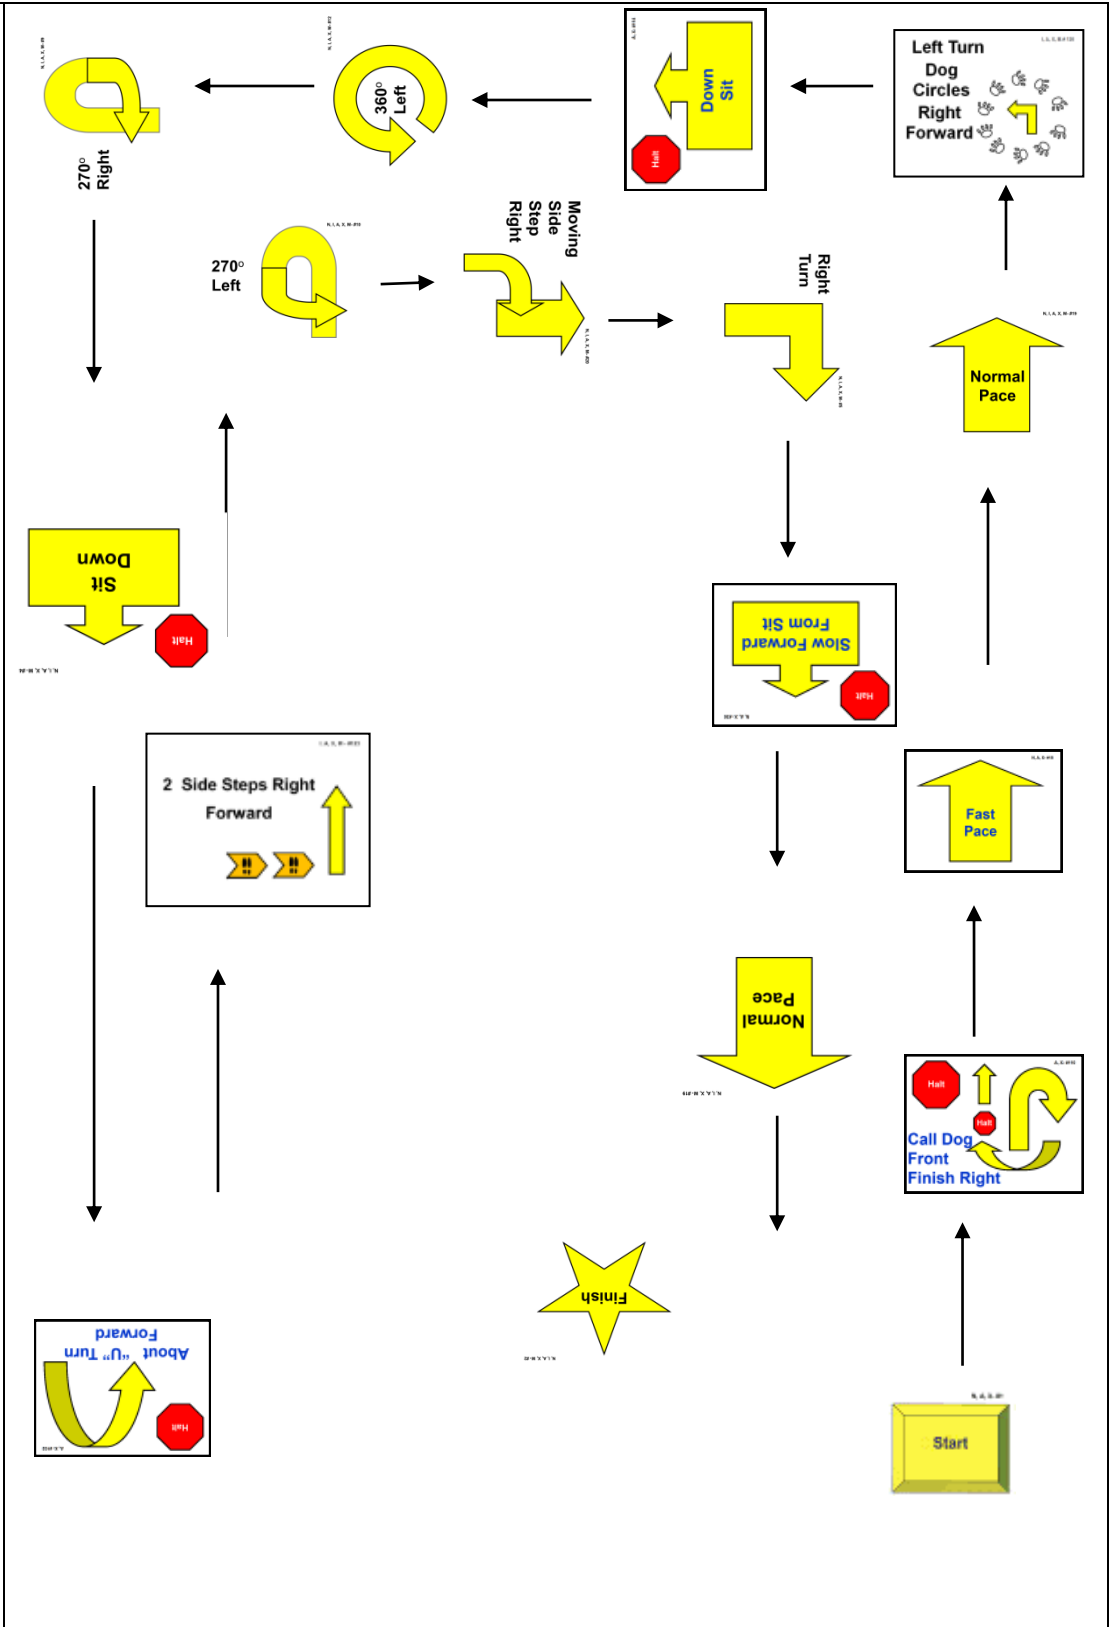 Left Turn
Dog
Circles
Right
Forward
Down
Sit
Halt
360°
Left
270°
Right
270°
Left
Moving
Side
Step
Right
Right
Turn
Normal
Pace
Sit
Down
Halt
Slow Forward
From Sit
Halt
2 Side Steps Right
Forward
Fast
Pace
Normal
Pace
Halt
Halt
Call Dog
Front
Finish Right
Finish
About "U" Turn
Forward
Halt
Start